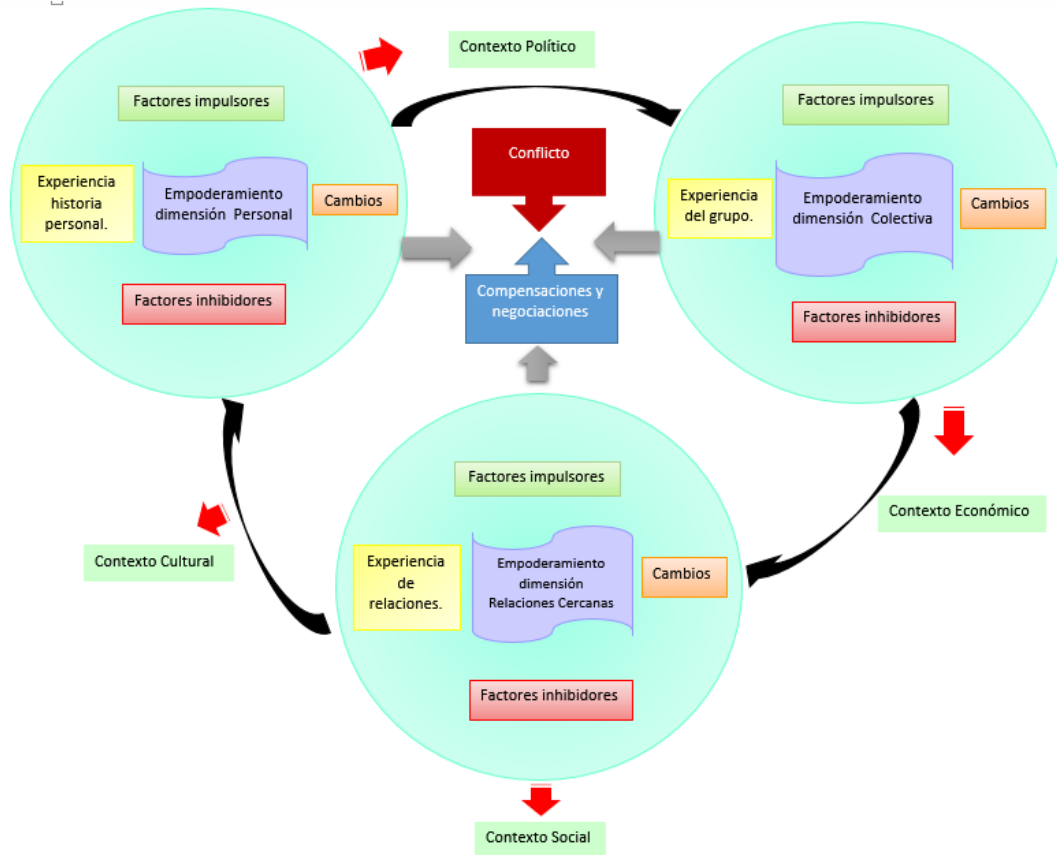 Contexto Político
Factores impulsores
Experiencia
historia
personal.
Empoderamiento
dimensión Personal
Cambios
Factores inhibidores
Conflicto
Compensaciones y
negociaciones
Factores impulsores
Experiencia
del grupo.
Empoderamiento
dimensión Colectiva
Cambios
Factores inhibidores
Contexto Económico
Contexto Cultural
Factores impulsores
Experiencia
de
relaciones.
Empoderamiento
dimensión
Relaciones Cercanas
Cambios
Factores inhibidores
Contexto Social